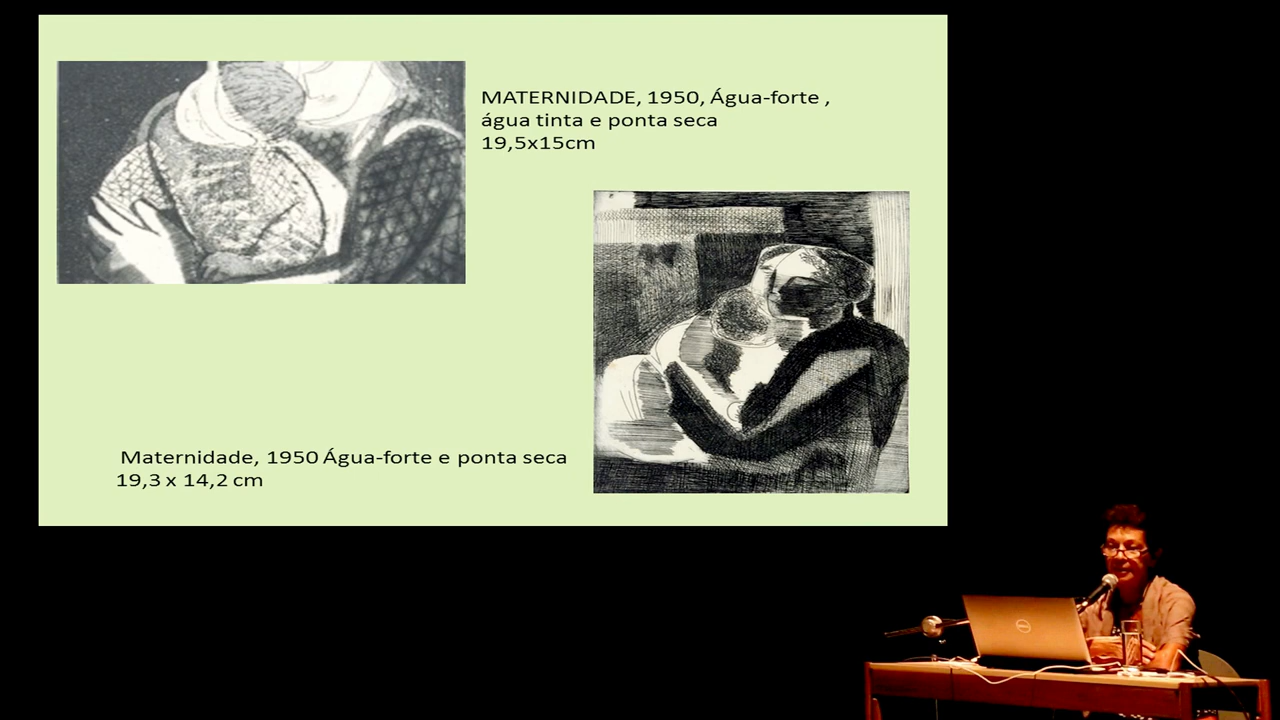 MATERNIDADE, 1950, Água-forte ,
água tinta e ponta seca
19,5x15cm
Maternidade, 1950 Água-forte e ponta seca
19,3 x 14,2 cm